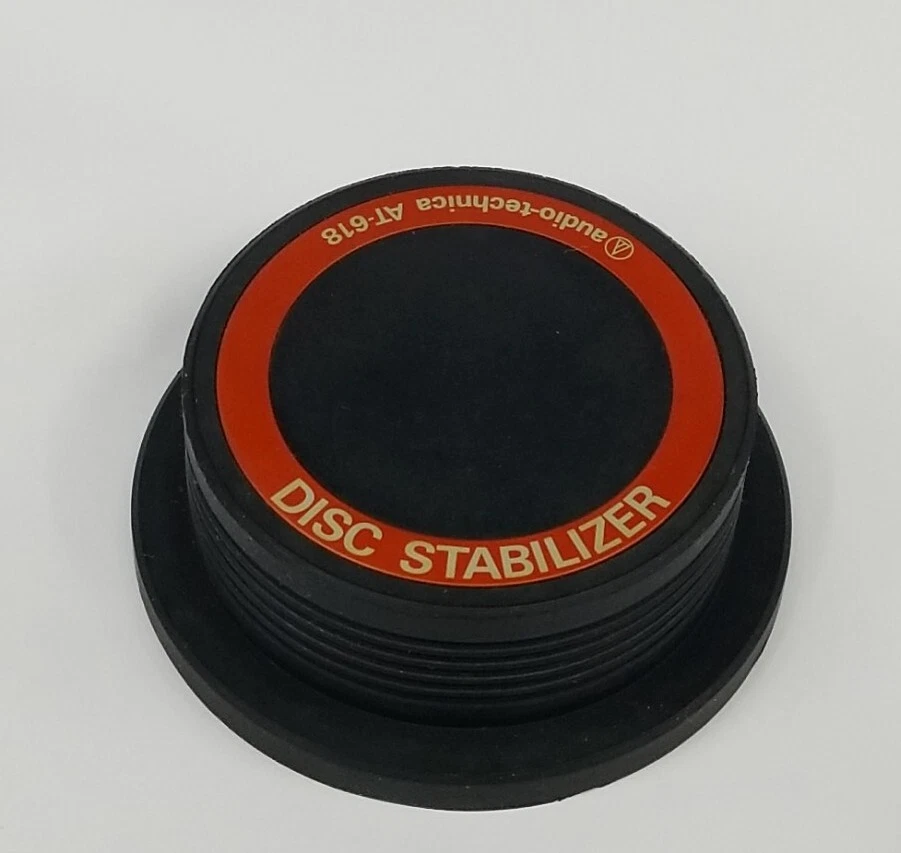 audio-technica AT-618
DISC STABILIZER